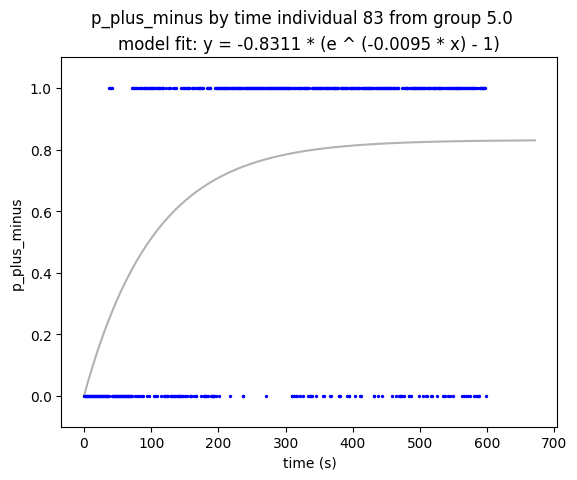 p_plus_minus by time individual 83 from group 5.0
model fit: y = -0.8311 * (e ^ (-0.0095 * x) - 1)
1.0
0.8
0.6
0.4
0.2
0.0
p_plus_minus
0 100 200 300 400 500 600 700
time (s)